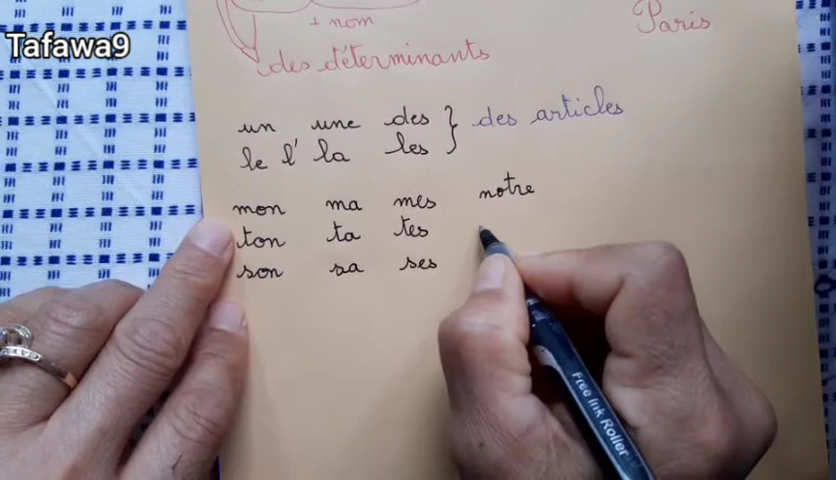 Tafawa9
+ nom
Paris
des déterminants
un une des } des articles
le l' la les
mon ma mes notre
ton ta tes
son sa ses
Free Ink Roller